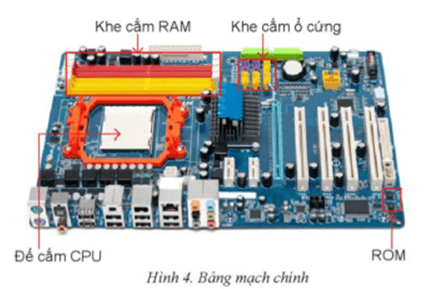 Khe cắm RAM
Khe cắm ổ cứng
Đế cắm CPU
ROM
Hình 4. Bảng mạch chính